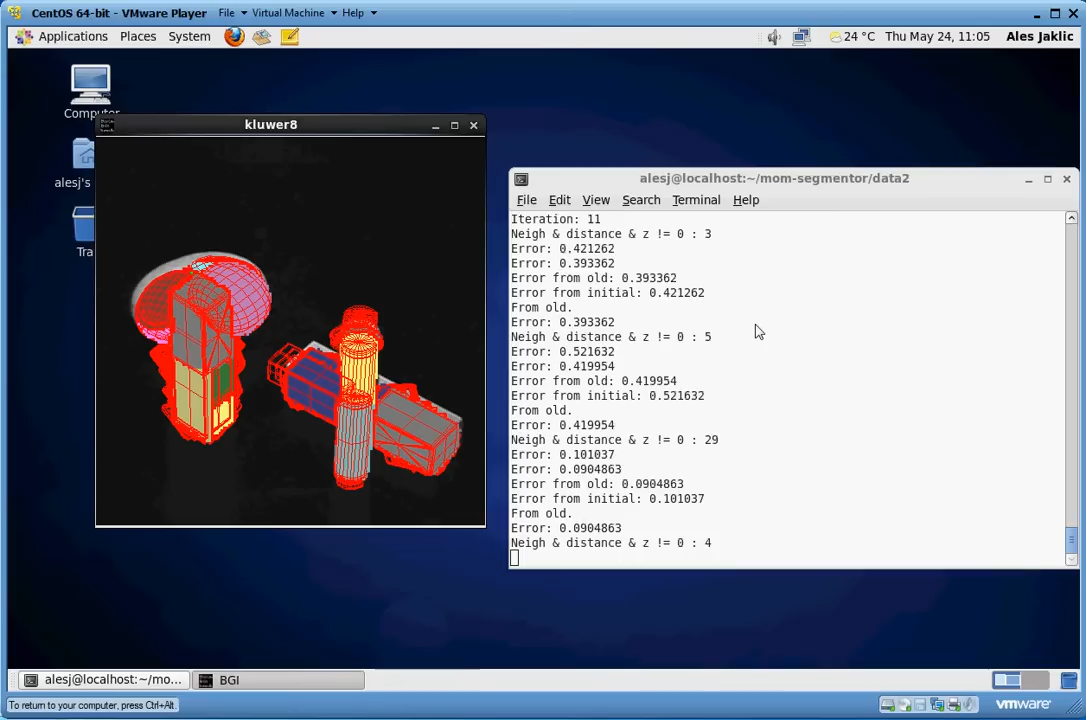 CentOS 64-bit - VMware Player File Virtual Machine Help
Applications Places System 24 °C Thu May 24, 11:05 Ales Jaklic
Computer
alesj's
Tra
kluwer8
alesj@localhost:~/mom-segmentor/data2
File Edit View Search Terminal Help
Iteration: 11
Neigh & distance & z != 0 : 3
Error: 0.421262
Error: 0.393362
Error from old: 0.393362
Error from initial: 0.421262
From old.
Error: 0.393362
Neigh & distance & z != 0 : 5
Error: 0.521632
Error: 0.419954
Error from old: 0.419954
Error from initial: 0.521632
From old.
Error: 0.419954
Neigh & distance & z != 0 : 29
Error: 0.101037
Error: 0.0904863
Error from old: 0.0904863
Error from initial: 0.101037
From old.
Error: 0.0904863
Neigh & distance & z != 0 : 4
alesj@localhost:~/mo... BGI
To return to your computer, press Ctrl+Alt. vmware